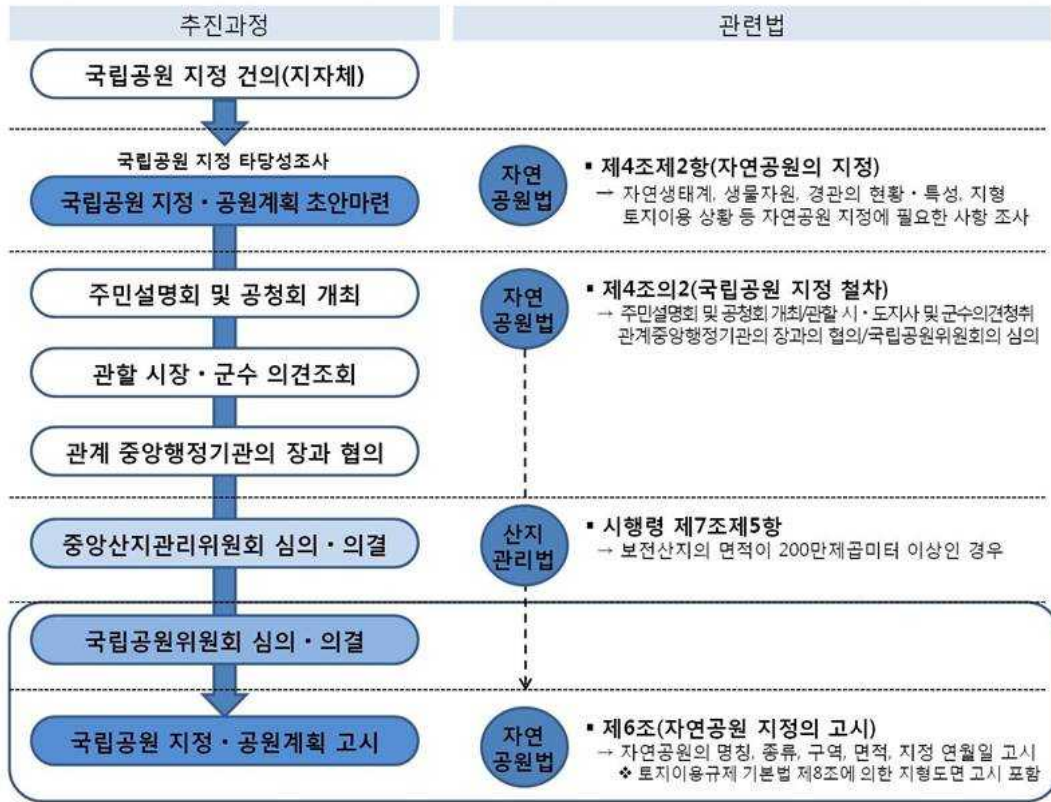 추진과정
관련법
국립공원 지정 건의(지자체)
국립공원 지정 타당성조사
국립공원 지정・공원계획 초안마련
자연
공원법
▪ 제4조제2항(자연공원의 지정)
→ 자연생태계, 생물자원, 경관의 현황・특성, 지형
토지이용 상황 등 자연공원 지정에 필요한 사항 조사
주민설명회 및 공청회 개최
관할 시장・군수 의견조회
관계 중앙행정기관의 장과 협의
자연
공원법
▪ 제4조의2(국립공원 지정 철차)
→ 주민설명회 및 공청회 개최/관할 시・도지사 및 군수의견청취
관계중앙행정기관의 장과의 협의/국립공원위원회의 심의
중앙산지관리위원회 심의・의결
산지
관리법
▪ 시행령 제7조제5항
→ 보전산지의 면적이 200만제곱미터 이상인 경우
국립공원위원회 심의・의결
국립공원 지정・공원계획 고시
자연
공원법
▪ 제6조(자연공원 지정의 고시)
→ 자연공원의 명칭, 종류, 구역, 면적, 지정 연월일 고시
❖ 토지이용규제 기본법 제8조에 의한 지형도면 고시 포함